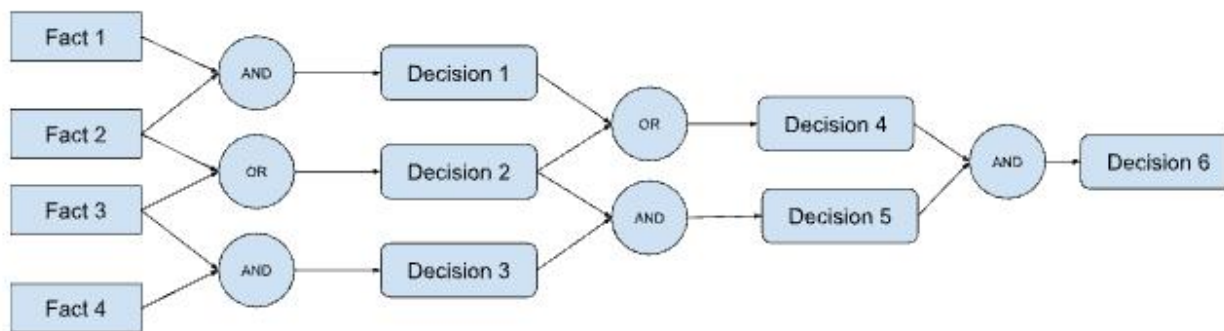 Fact 1
Fact 2
Fact 3
Fact 4
AND
OR
AND
Decision 1
Decision 2
Decision 3
OR
AND
Decision 4
Decision 5
AND
Decision 6